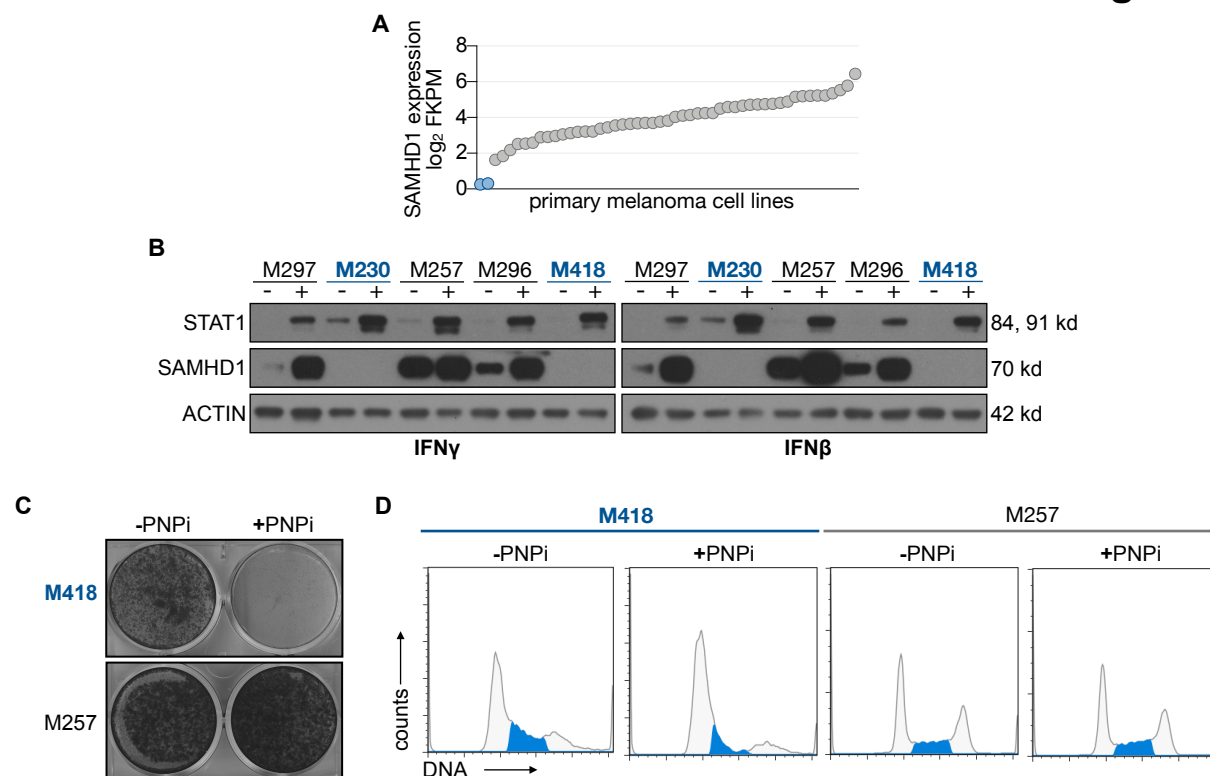 A
SAMHD1 expression
log2 FKPM
8
6
4
2
0
primary melanoma cell lines
B
M297 M230 M257 M296 M418 M297 M230 M257 M296 M418
- + - + - + - + - + - + - + - + - + - +
STAT1 84, 91 kd
SAMHD1 70 kd
ACTIN 42 kd
IFNγ IFNβ
C
-PNPi +PNPi
M418
M257
D
M418 M257
-PNPi +PNPi -PNPi +PNPi
counts
DNA